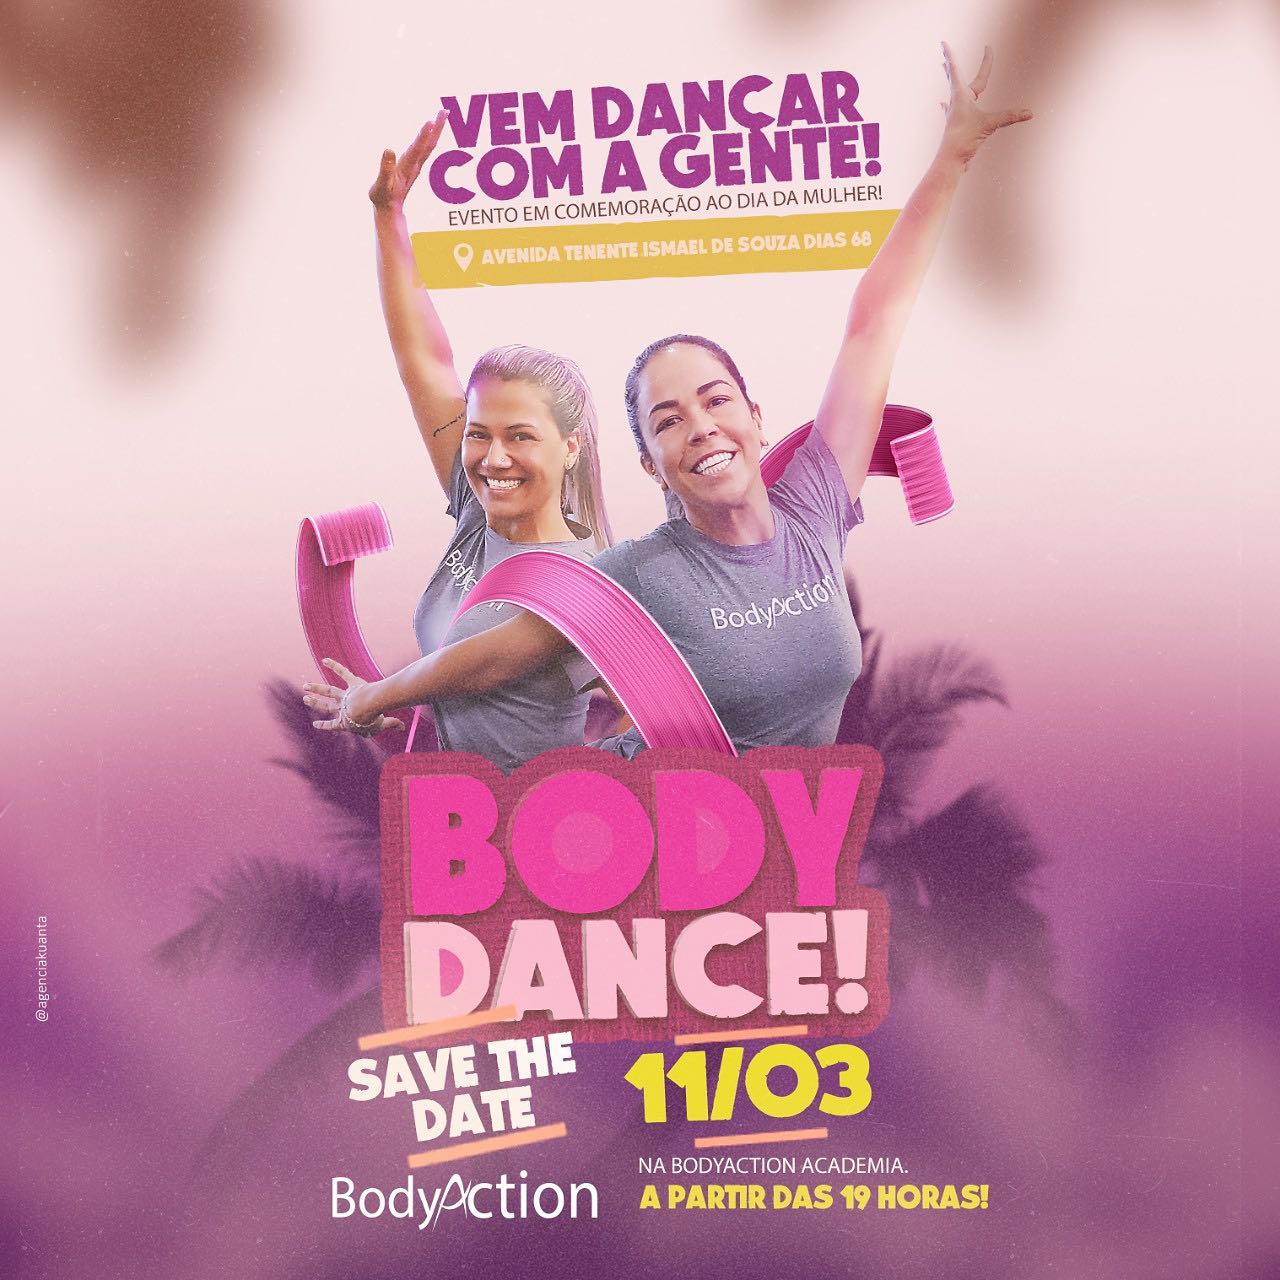 VEM DANÇAR
COM A GENTE!
EVENTO EM COMEMORAÇÃO AO DIA DA MULHER!
AVENIDA TENENTE ISMAEL DE SOUZA DIAS 68
BodyAction
BodyAction
BODY
DANCE!
SAVE THE
DATE
11/03
BodyAction
NA BODYACTION ACADEMIA.
A PARTIR DAS 19 HORAS!
@agenciakuanta